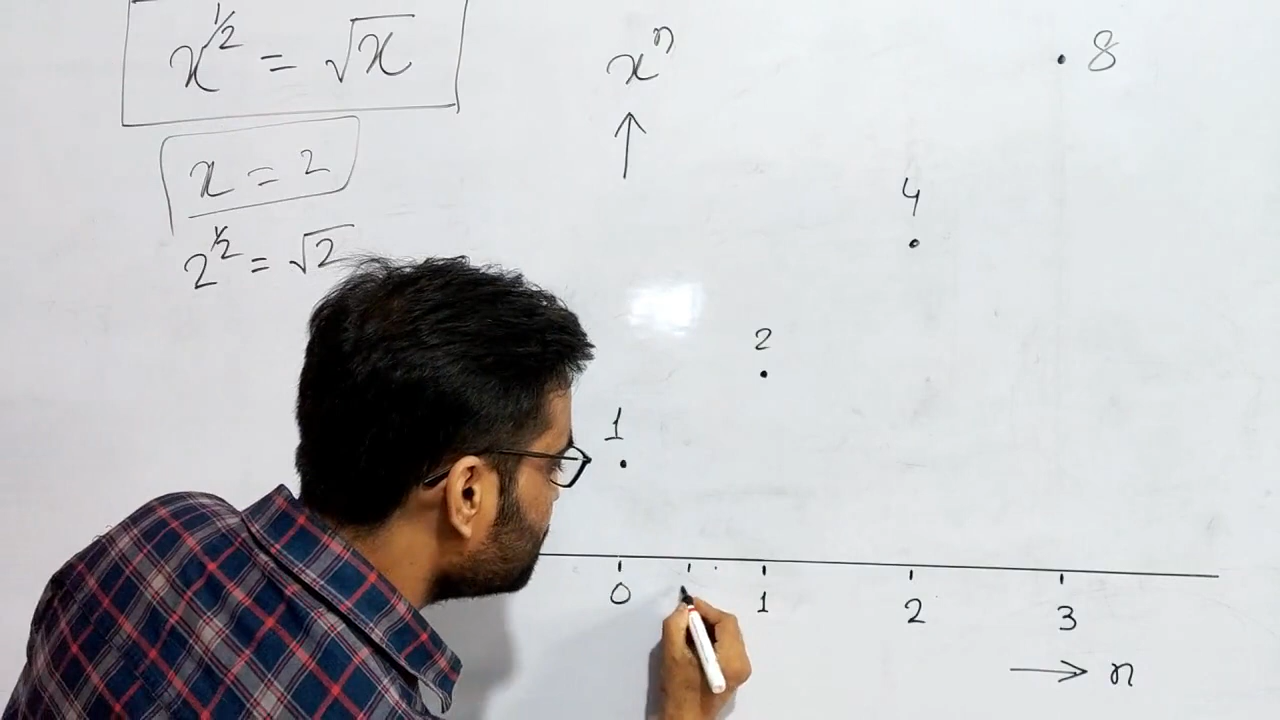 x^{1/2} = √x
x = 2
2^{1/2} = √2
x^n
↑
8
4
2
1
0 1 2 3
→ n